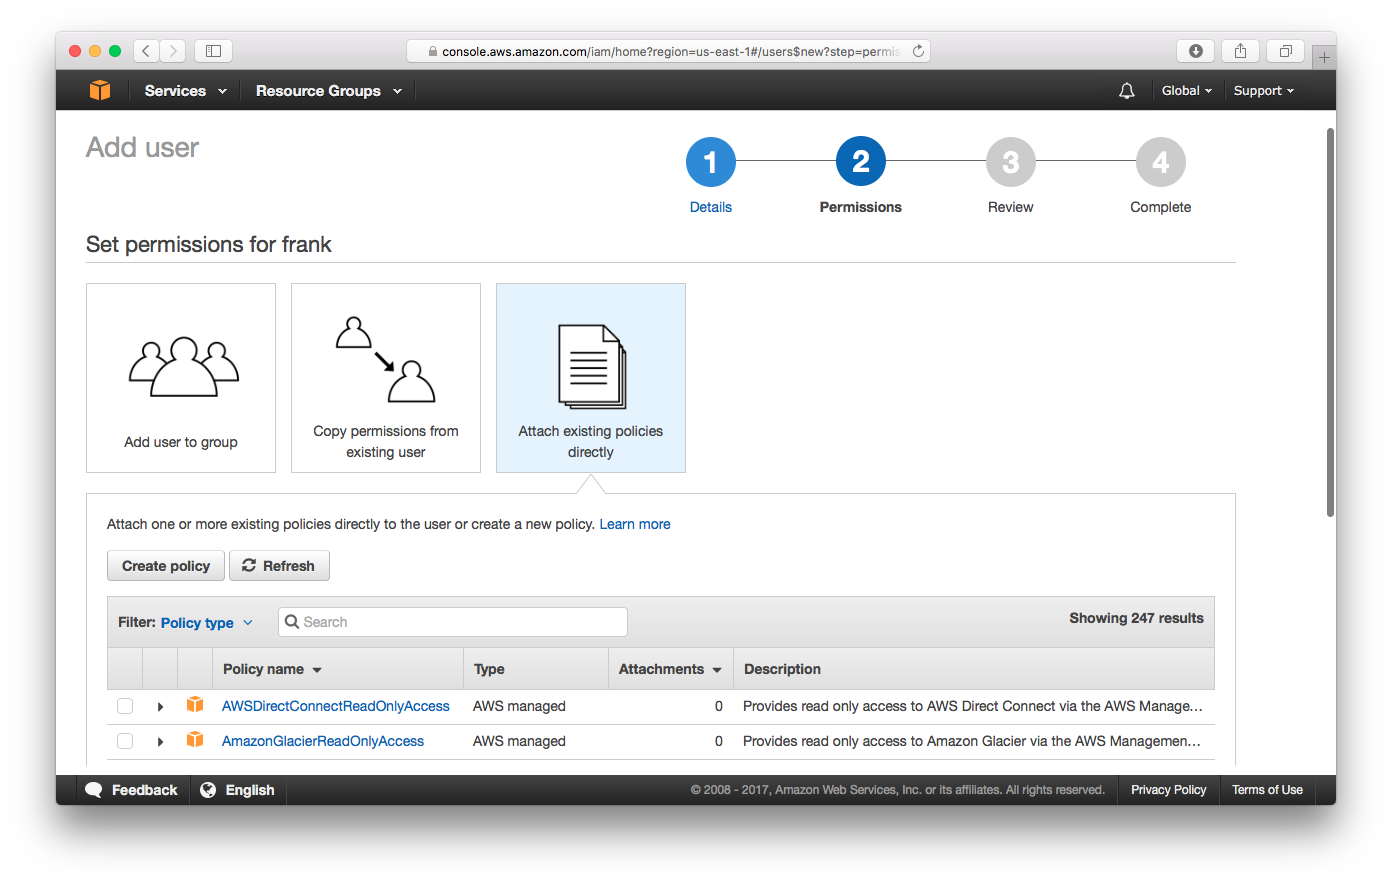 console.aws.amazon.com/iam/home?region=us-east-1#/users$new?step=permis
Services
Resource Groups
Global
Support
Add user
1
2
3
4
Details
Permissions
Review
Complete
Set permissions for frank
Add user to group
Copy permissions from
existing user
Attach existing policies
directly
Attach one or more existing policies directly to the user or create a new policy. Learn more
Create policy
Refresh
Filter: Policy type
Search
Showing 247 results
Policy name
Type
Attachments
Description
AWSDirectConnectReadOnlyAccess
AWS managed
0
Provides read only access to AWS Direct Connect via the AWS Manage...
AmazonGlacierReadOnlyAccess
AWS managed
0
Provides read only access to Amazon Glacier via the AWS Managemen...
Feedback
English
© 2008 - 2017, Amazon Web Services, Inc. or its affiliates. All rights reserved.
Privacy Policy
Terms of Use